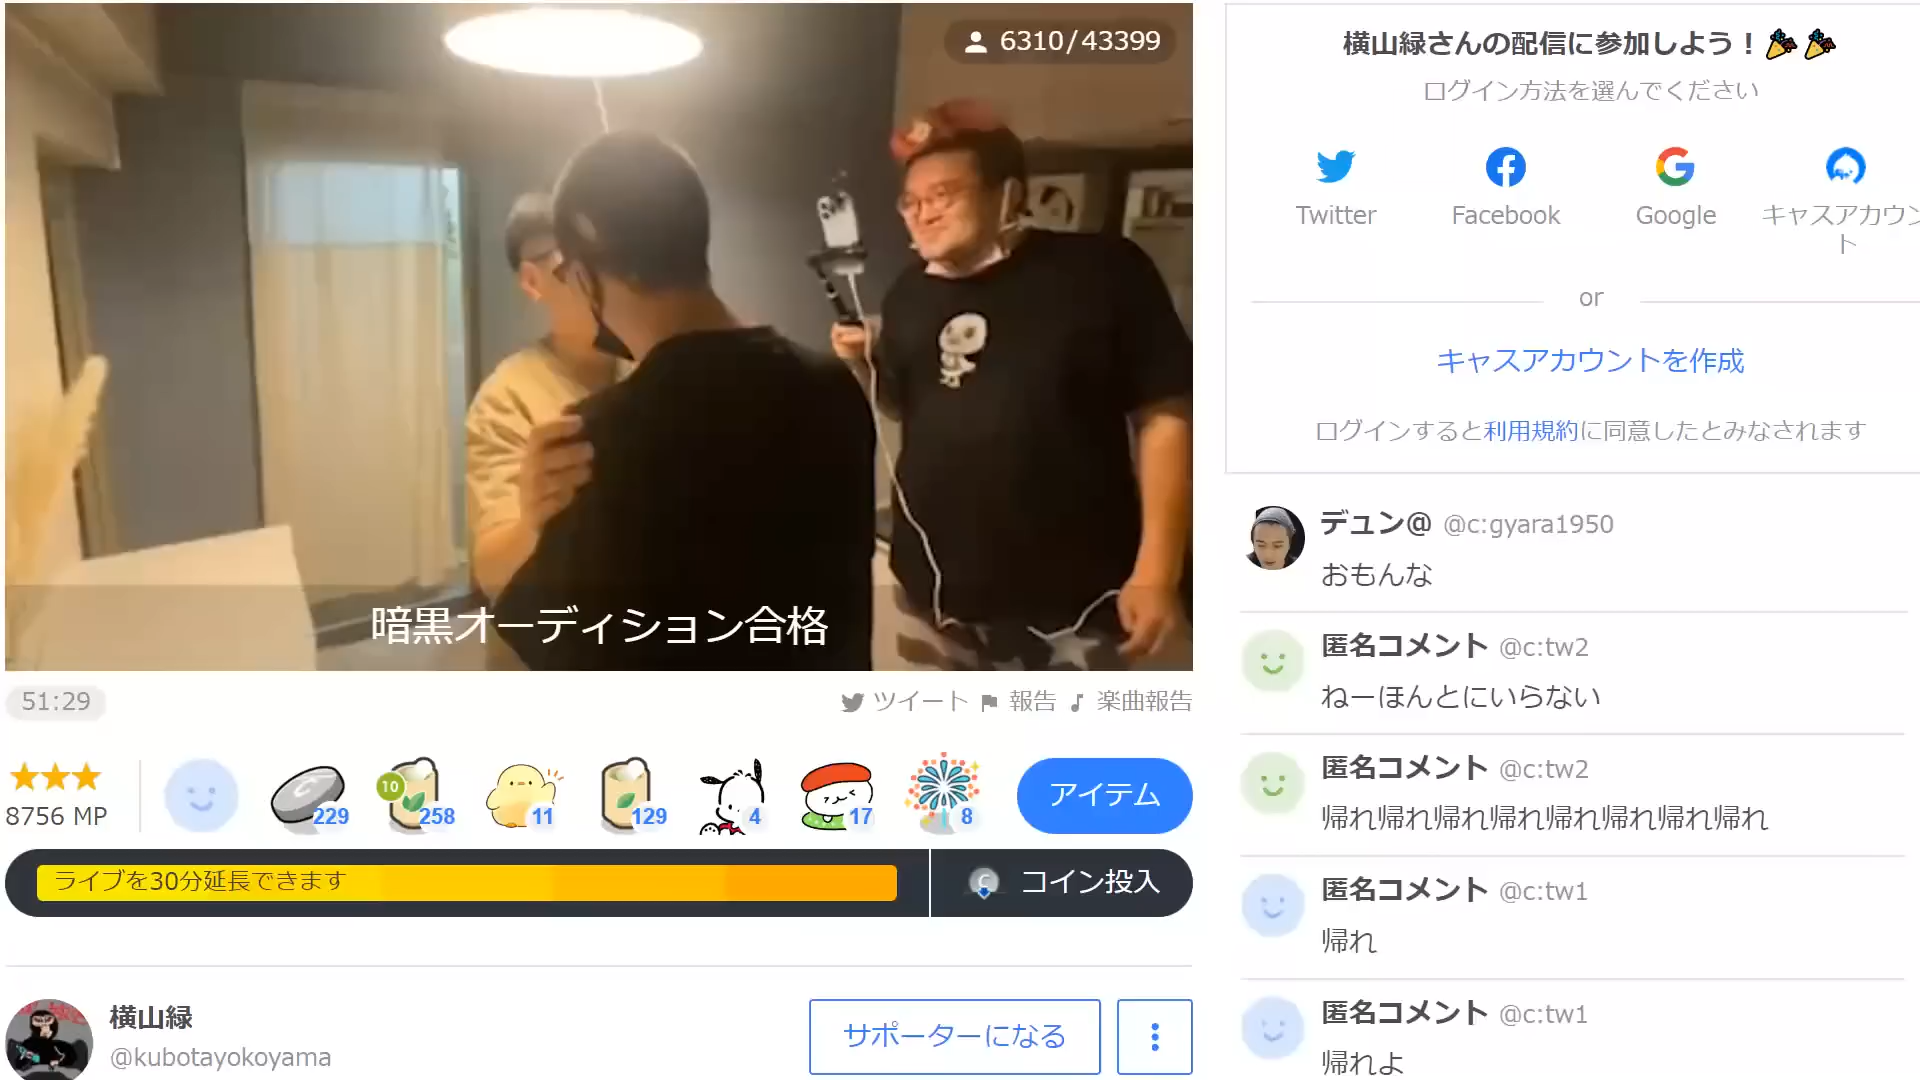 6310/43399
暗黒オーディション合格
51:29
ツイート 報告 楽曲報告
8756 MP
229
10
258
11
129
4
17
8
アイテム
ライブを30分延長できます
コイン投入
横山緑
@kubotayokoyama
サポーターになる
横山緑さんの配信に参加しよう！
ログイン方法を選んでください
Twitter
Facebook
Google
キャスアカウン
ト
or
キャスアカウントを作成
ログインすると利用規約に同意したとみなされます
デュン@ @c:gyara1950
おもんな
匿名コメント @c:tw2
ねーほんとにいらない
匿名コメント @c:tw2
帰れ帰れ帰れ帰れ帰れ帰れ帰れ帰れ
匿名コメント @c:tw1
帰れ
匿名コメント @c:tw1
帰れよ